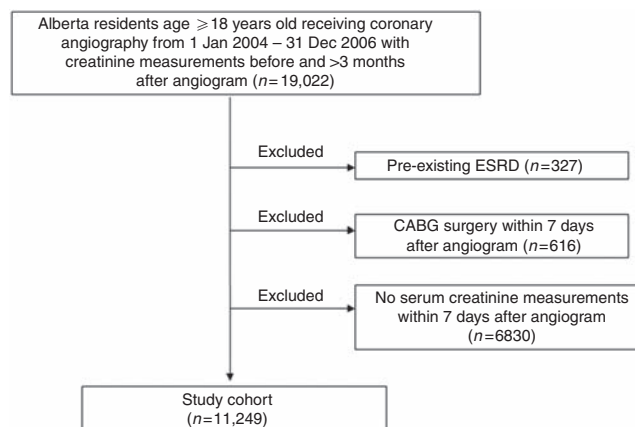 Alberta residents age ⩾18 years old receiving coronary
angiography from 1 Jan 2004 – 31 Dec 2006 with
creatinine measurements before and >3 months
after angiogram (n=19,022)
Excluded
Pre-existing ESRD (n=327)
Excluded
CABG surgery within 7 days
after angiogram (n=616)
Excluded
No serum creatinine measurements
within 7 days after angiogram
(n=6830)
Study cohort
(n=11,249)